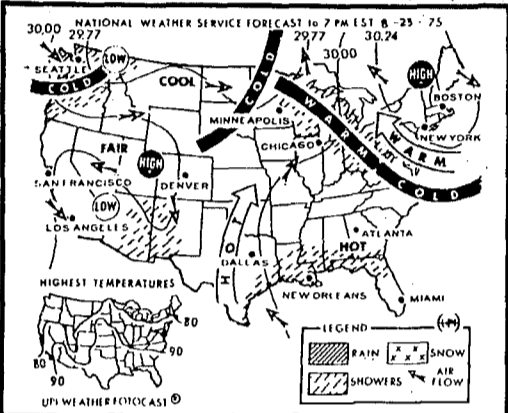 NATIONAL WEATHER SERVICE FORECAST to 7 PM EST 8 -23 - 75
30.00
29.77
29.77
30.24
30.00
LOW
SEATTLE
COLD
COOL
COLD
HIGH
BOSTON
MINNEAPOLIS
WARM
NEW YORK
WARM
CHICAGO
FAIR
HIGH
SAN FRANCISCO
DENVER
COLD
LOW
LOS ANGELES
HOT
ATLANTA
HOT
DALLAS
NEW ORLEANS
MIAMI
HIGHEST TEMPERATURES
80
90
80
90
LEGEND
RAIN
SNOW
SHOWERS
AIR FLOW
UPI WEATHER FOTOCAST ®